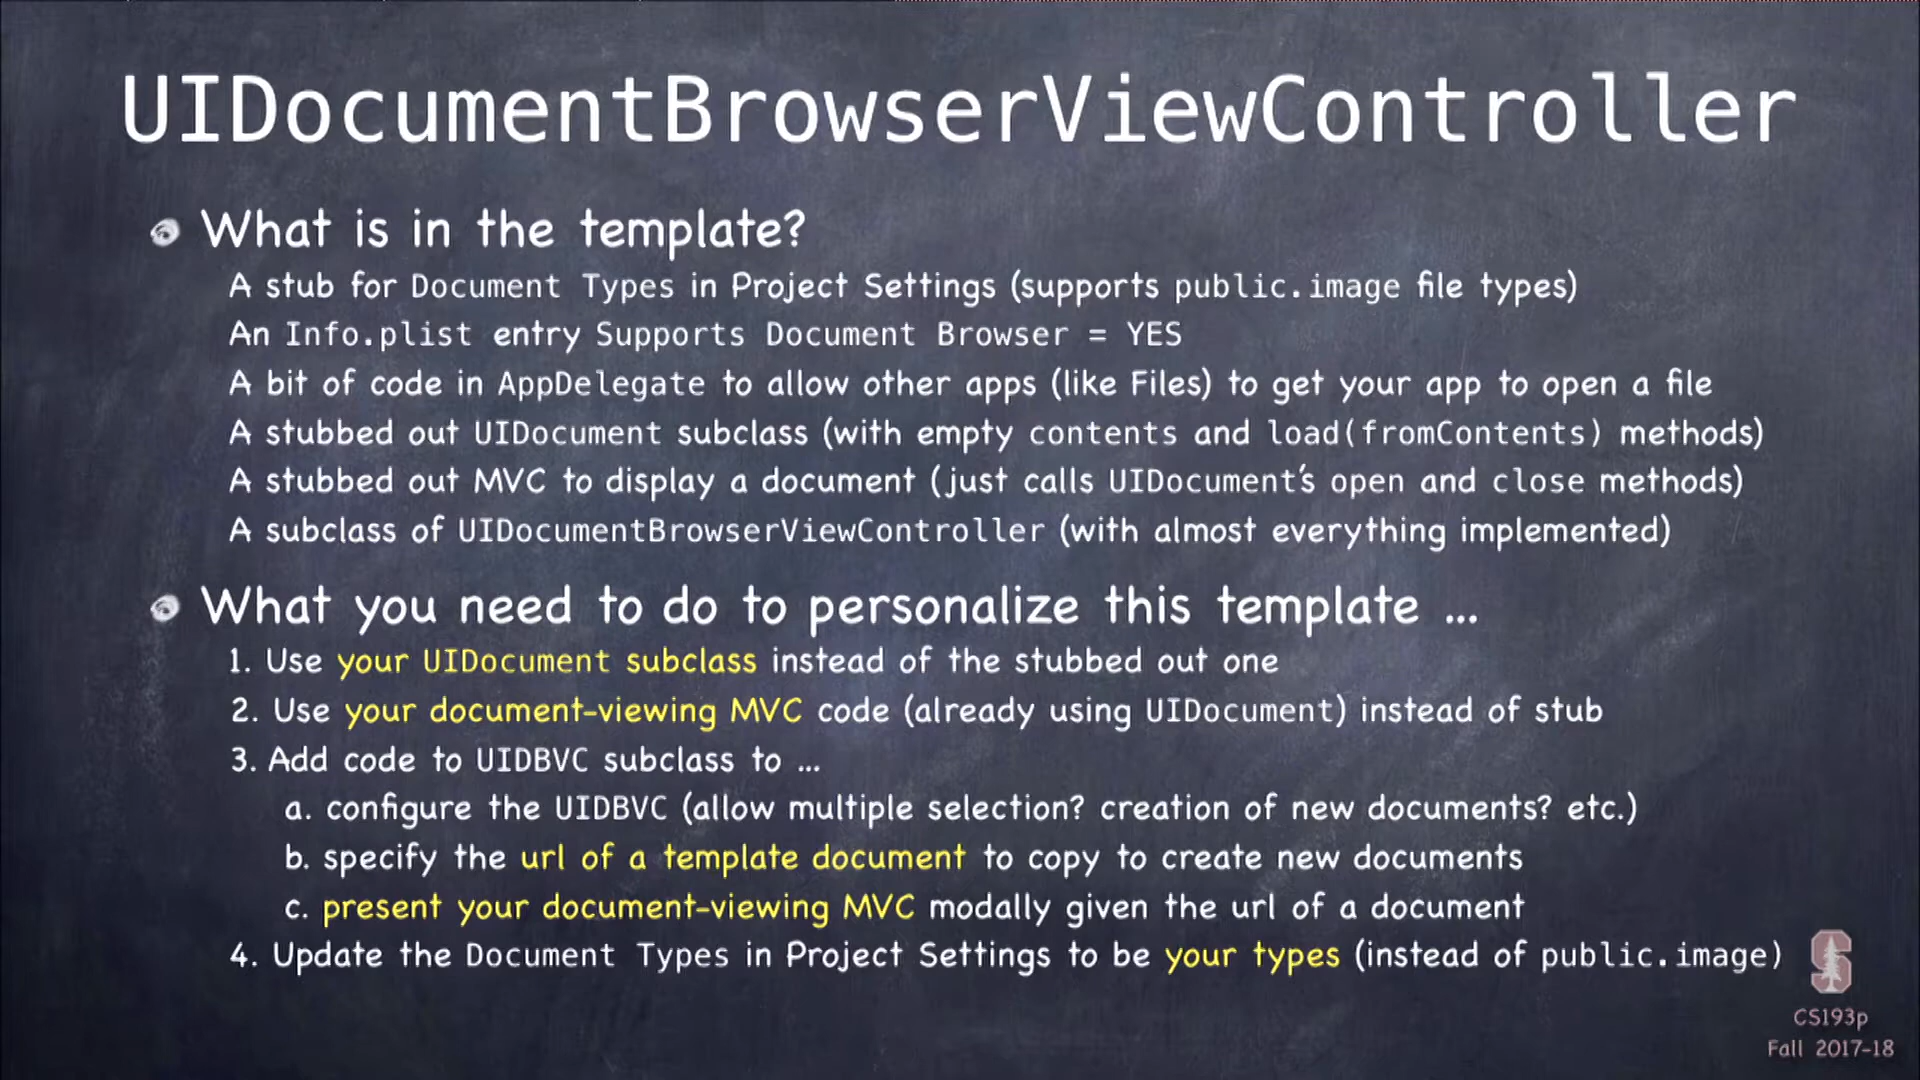 UIDocumentBrowserViewController
What is in the template?
A stub for Document Types in Project Settings (supports public.image file types)
An Info.plist entry Supports Document Browser = YES
A bit of code in AppDelegate to allow other apps (like Files) to get your app to open a file
A stubbed out UIDocument subclass (with empty contents and load(fromContents) methods)
A stubbed out MVC to display a document (just calls UIDocument's open and close methods)
A subclass of UIDocumentBrowserViewController (with almost everything implemented)
What you need to do to personalize this template ...
1. Use your UIDocument subclass instead of the stubbed out one
2. Use your document-viewing MVC code (already using UIDocument) instead of stub
3. Add code to UIDBVC subclass to ...
a. configure the UIDBVC (allow multiple selection? creation of new documents? etc.)
b. specify the url of a template document to copy to create new documents
c. present your document-viewing MVC modally given the url of a document
4. Update the Document Types in Project Settings to be your types (instead of public.image)
S
CS193p
Fall 2017-18